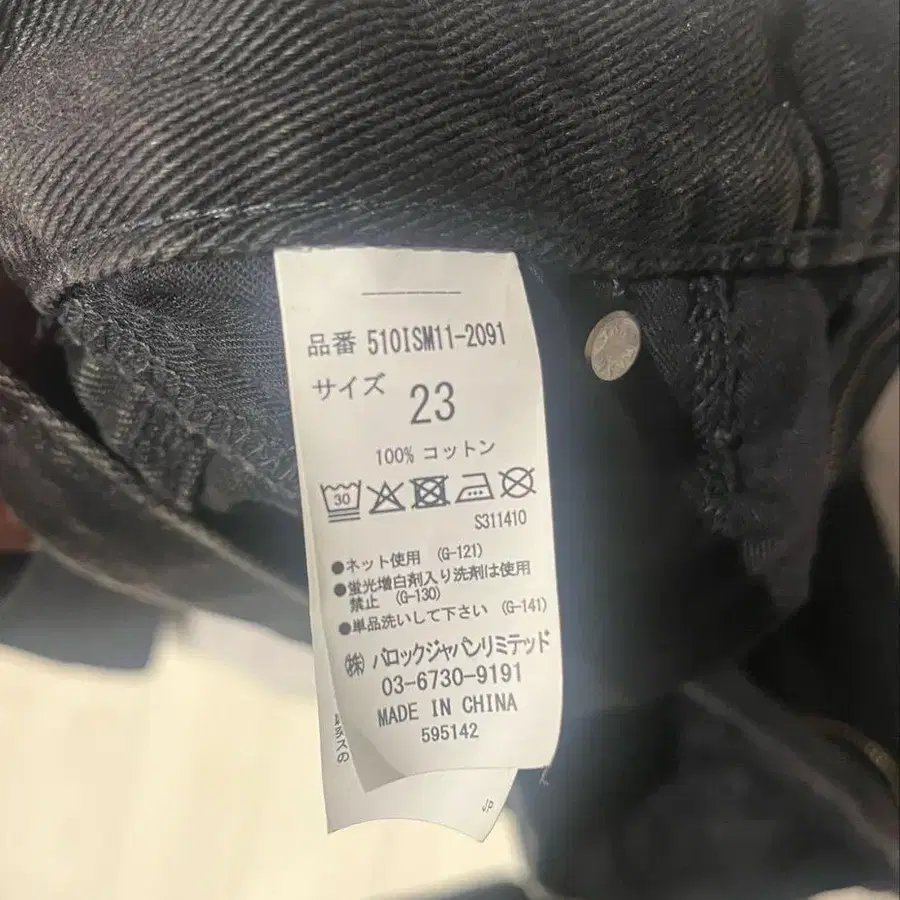 品番 510ISM11-2091
サイズ 23
100% コットン
30
S311410
●ネット使用 (G-121)
●蛍光増白剤入り洗剤は使用
禁止 (G-130)
●単品洗いして下さい (G-141)
㈱ バロックジャパンリミテッド
03-6730-9191
MADE IN CHINA
595142
JP